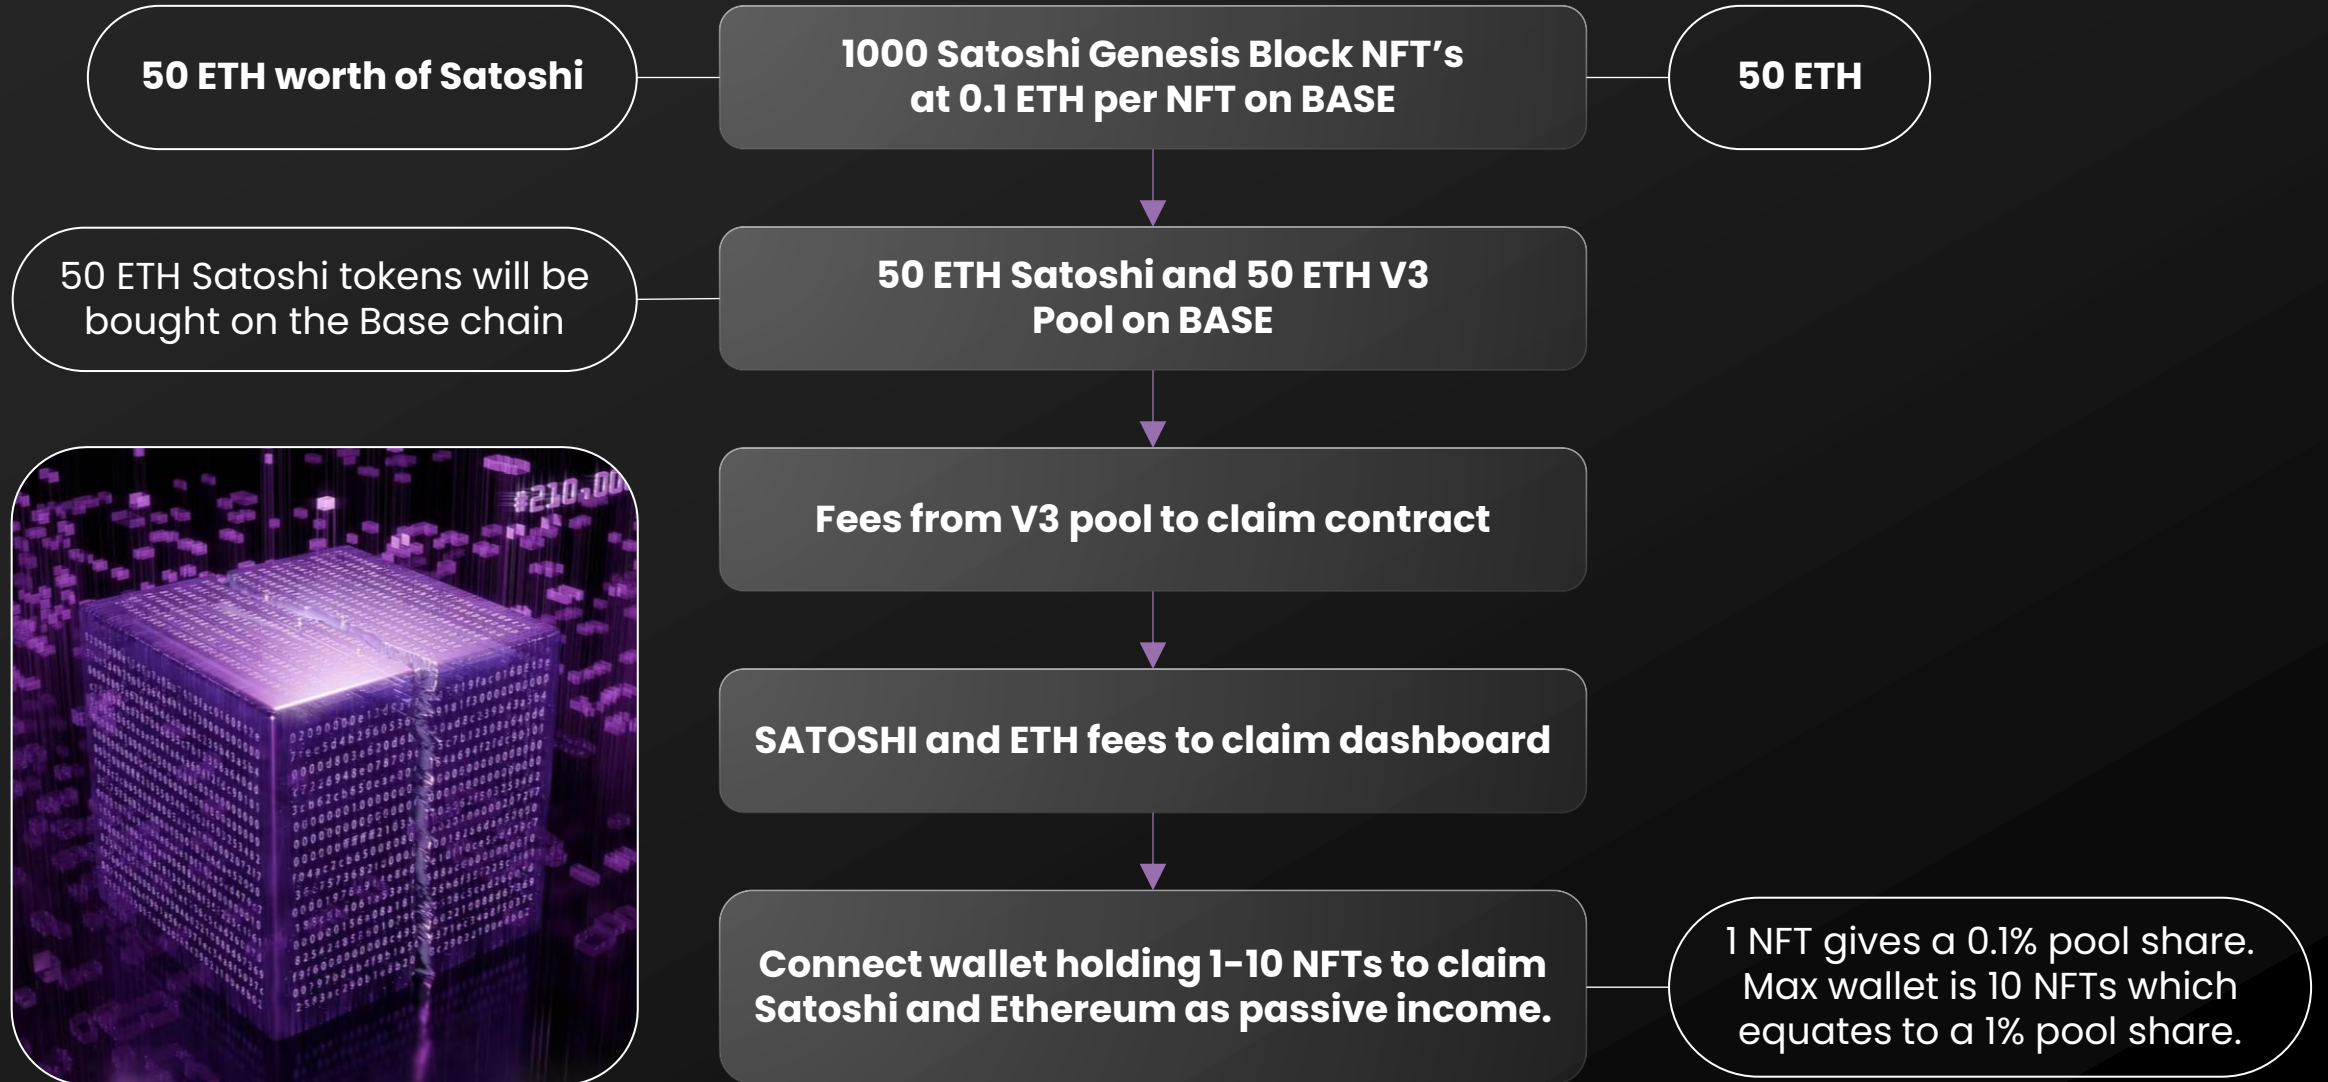 50 ETH worth of Satoshi
1000 Satoshi Genesis Block NFT’s
at 0.1 ETH per NFT on BASE
50 ETH
50 ETH Satoshi tokens will be
bought on the Base chain
50 ETH Satoshi and 50 ETH V3
Pool on BASE
Fees from V3 pool to claim contract
SATOSHI and ETH fees to claim dashboard
Connect wallet holding 1-10 NFTs to claim
Satoshi and Ethereum as passive income.
1 NFT gives a 0.1% pool share.
Max wallet is 10 NFTs which
equates to a 1% pool share.